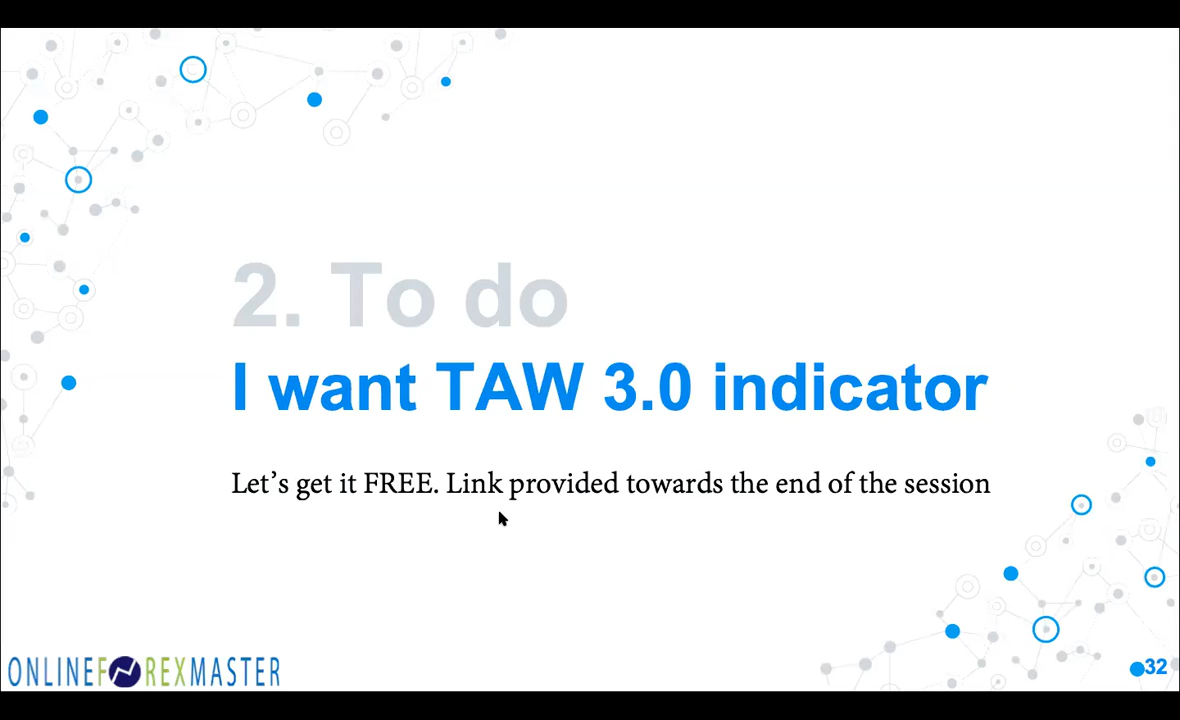 2. To do
I want TAW 3.0 indicator
Let’s get it FREE. Link provided towards the end of the session
ONLINEFOREXMASTER
32